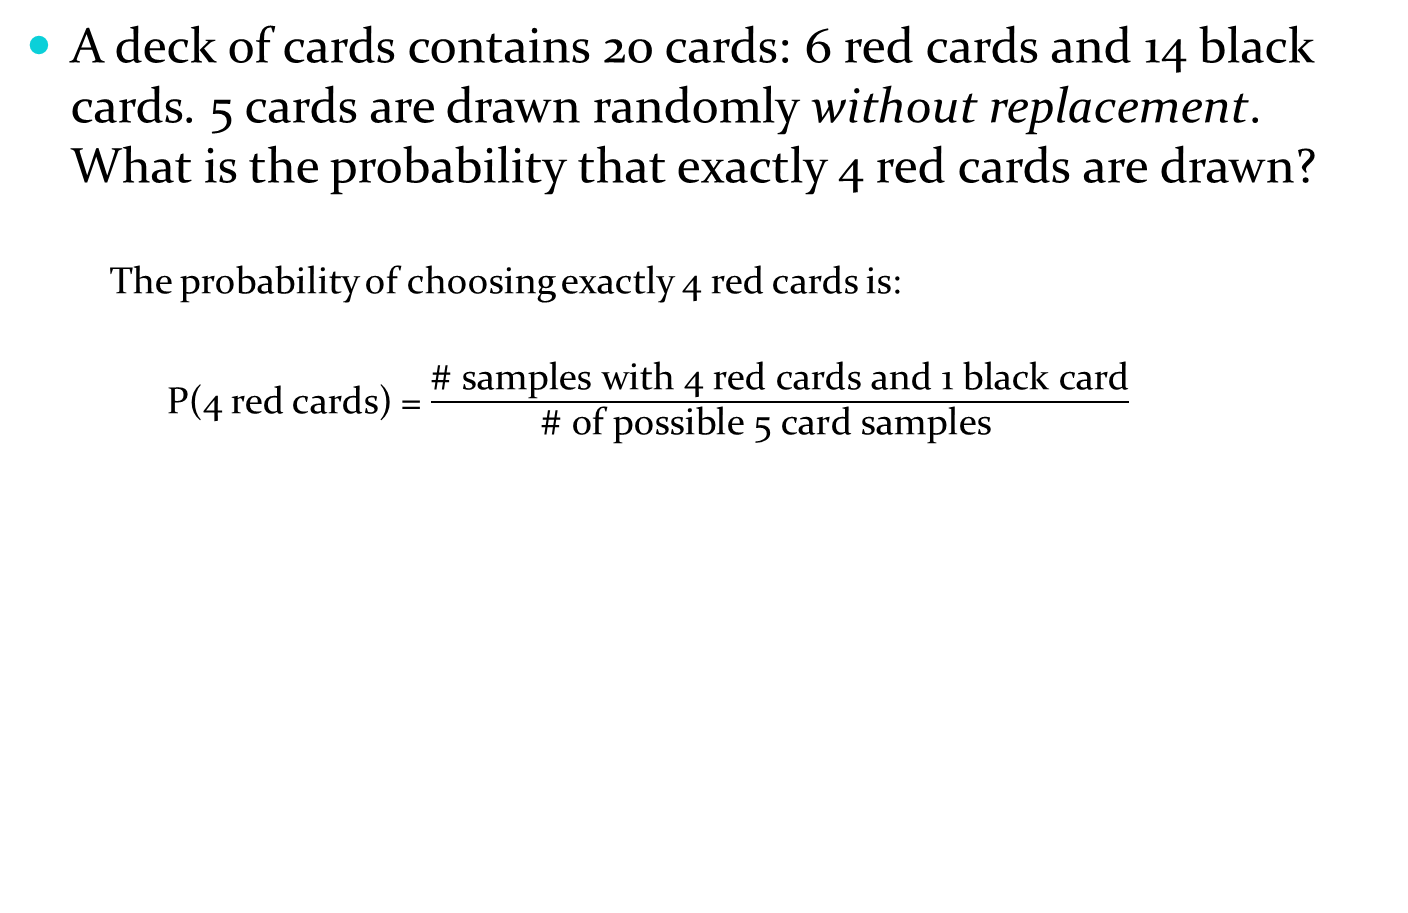 • A deck of cards contains 20 cards: 6 red cards and 14 black
cards. 5 cards are drawn randomly without replacement.
What is the probability that exactly 4 red cards are drawn?
The probability of choosing exactly 4 red cards is:
P(4 red cards) =
# samples with 4 red cards and 1 black card
# of possible 5 card samples